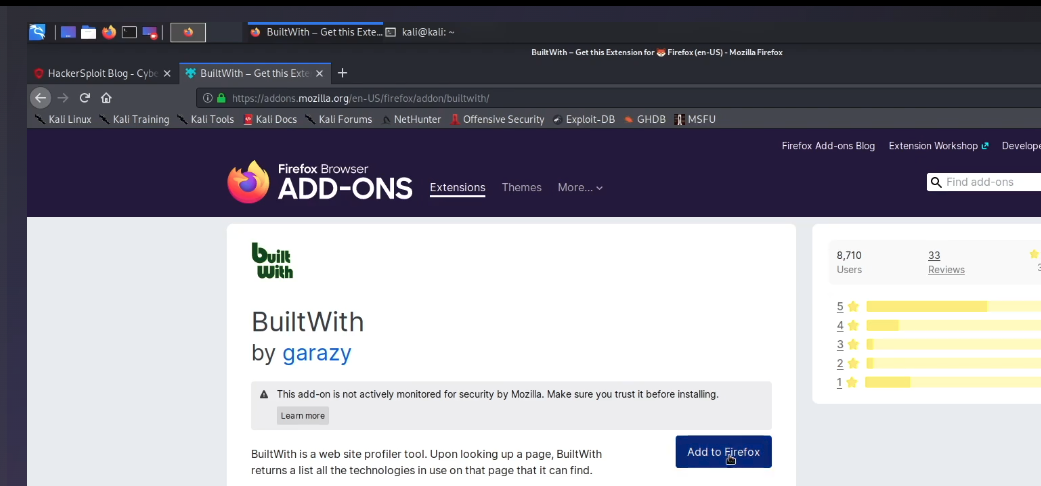 BuiltWith – Get this Exte...
kali@kali: ~
BuiltWith – Get this Extension for 🦊 Firefox (en-US) - Mozilla Firefox
HackerSploit Blog - Cybe
BuiltWith – Get this Exte
https://addons.mozilla.org/en-US/firefox/addon/builtwith/
Kali Linux Kali Training Kali Tools Kali Docs Kali Forums NetHunter Offensive Security Exploit-DB GHDB MSFU
Firefox Add-ons Blog Extension Workshop Develope
Firefox Browser
ADD-ONS
Extensions Themes More...
Find add-ons
built
with
BuiltWith
by garazy
This add-on is not actively monitored for security by Mozilla. Make sure you trust it before installing.
Learn more
BuiltWith is a web site profiler tool. Upon looking up a page, BuiltWith
returns a list all the technologies in use on that page that it can find.
Add to Firefox
8,710 33
Users Reviews
5
4
3
2
1